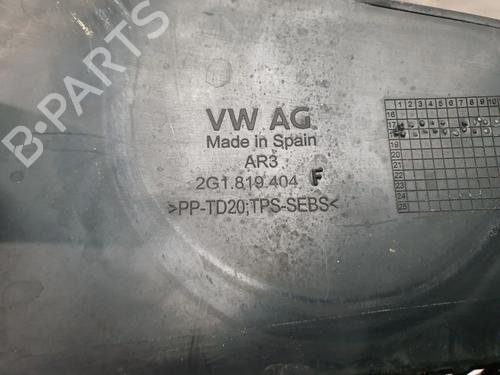 B-PARTS
VW AG.
Made in Spain
AR3
2G1.819.404 F
>PP-TD20;TPS-SEBS<
1 2 3 4 5 6 7 8 9 10
16
17
18
19
20
21
22
23
24
25